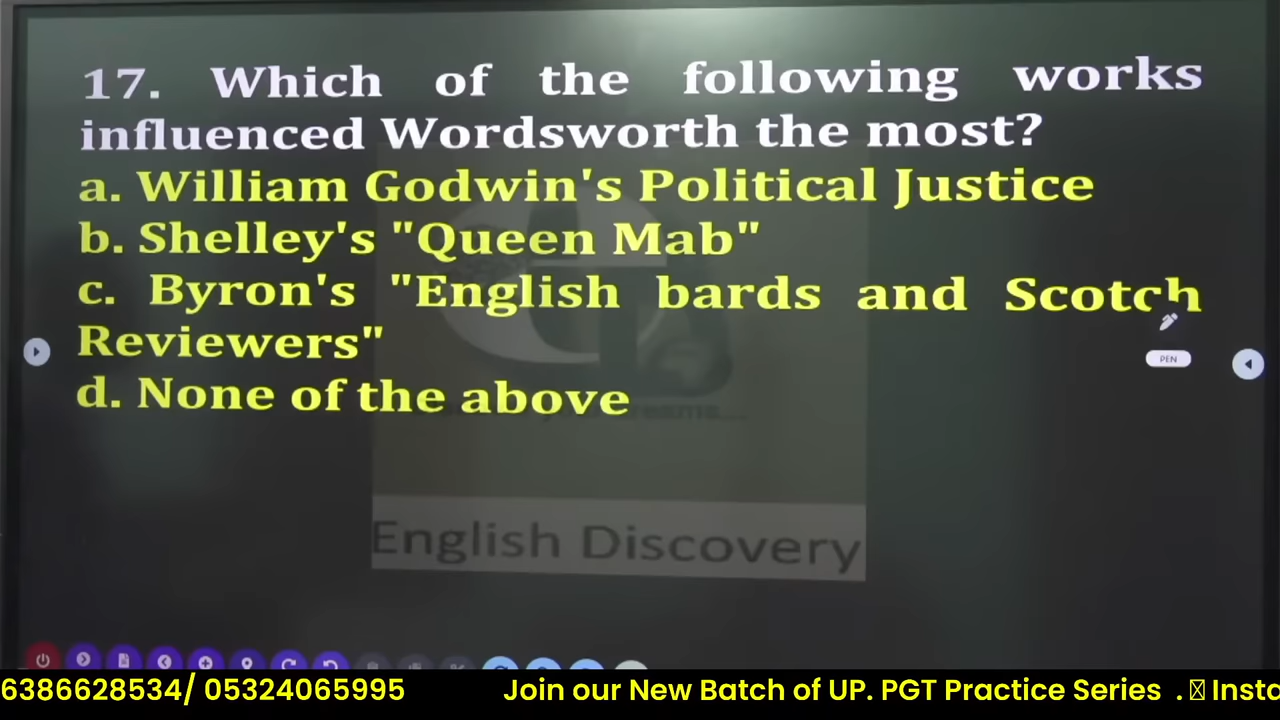 17. Which of the following works
influenced Wordsworth the most?
a. William Godwin's Political Justice
b. Shelley's "Queen Mab"
c. Byron's "English bards and Scotch
Reviewers"
d. None of the above
PEN
English Discovery
6386628534/ 05324065995 Join our New Batch of UP. PGT Practice Series . Insta